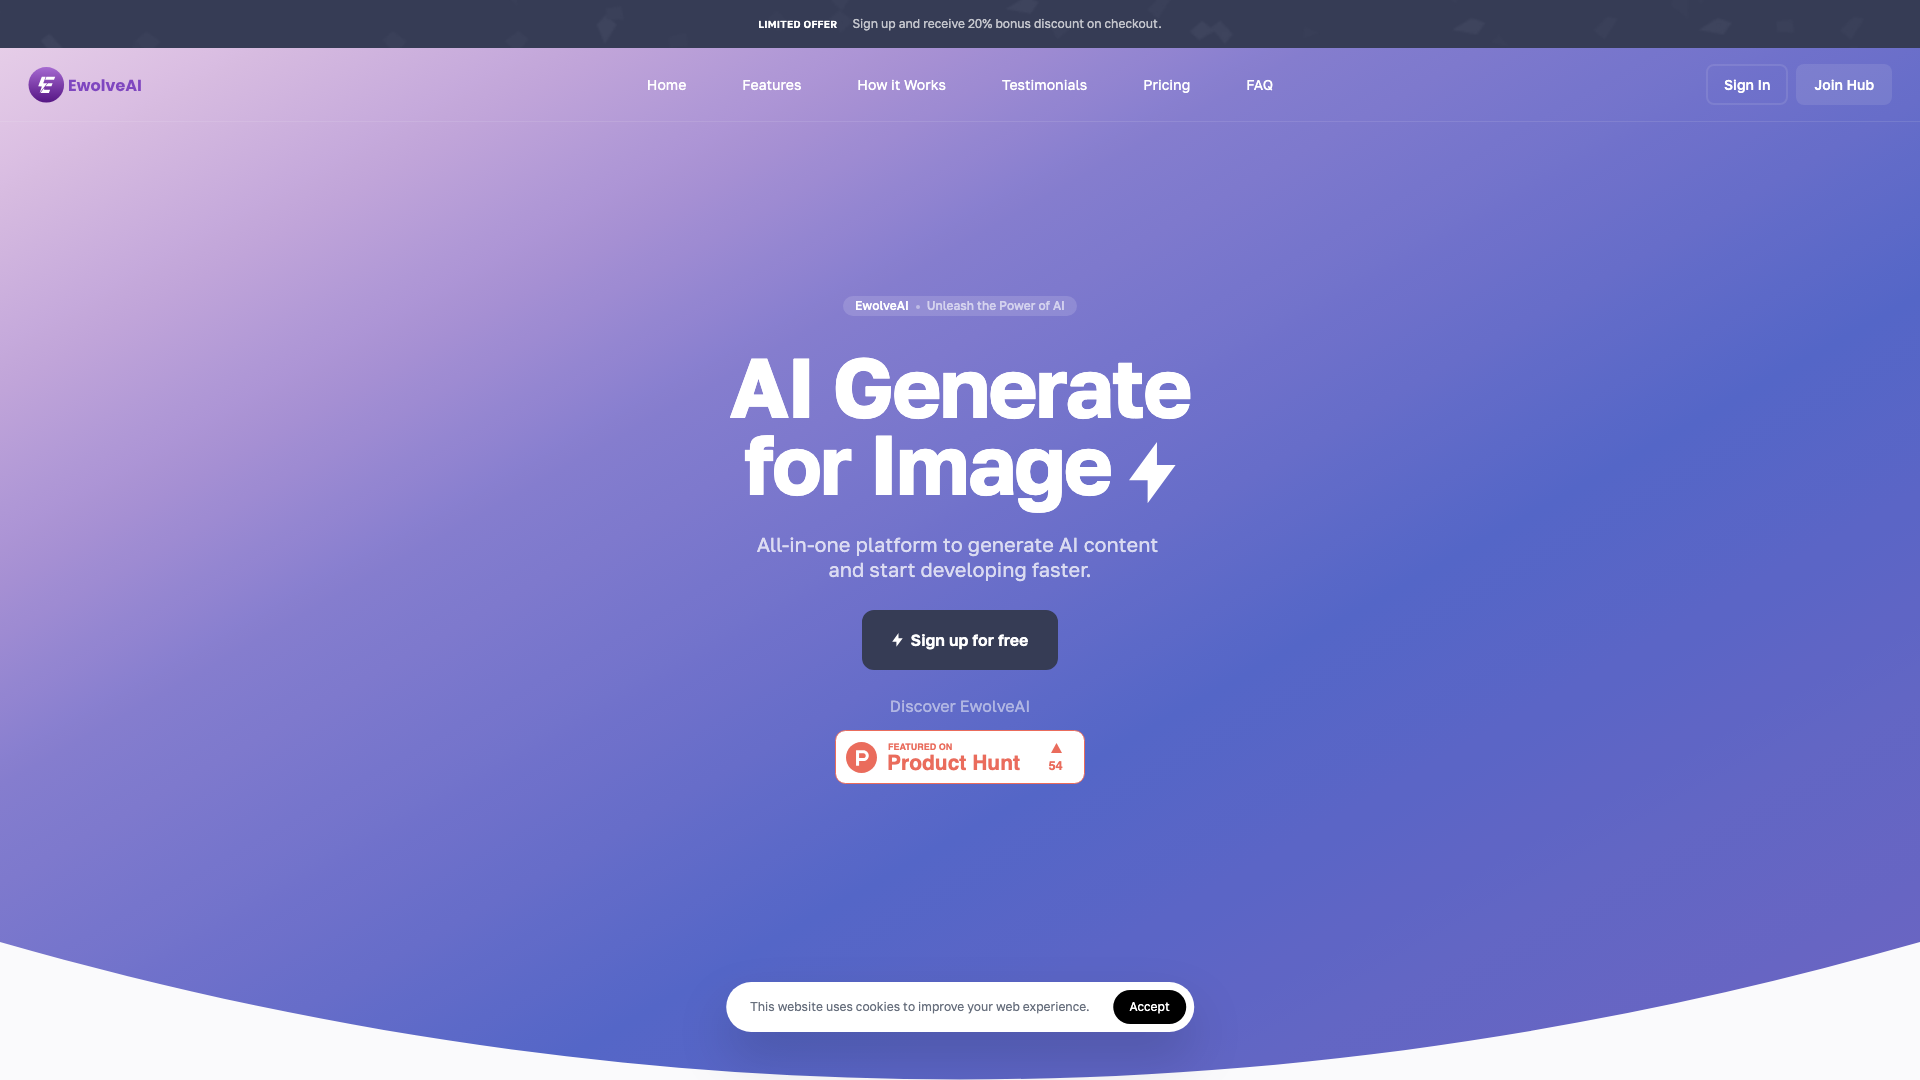 LIMITED OFFER Sign up and receive 20% bonus discount on checkout.
EwolveAI
Home Features How it Works Testimonials Pricing FAQ Sign In Join Hub
EwolveAI • Unleash the Power of AI
AI Generate
for Image
All-in-one platform to generate AI content
and start developing faster.
Sign up for free
Discover EwolveAI
P
FEATURED ON
Product Hunt
54
This website uses cookies to improve your web experience. Accept